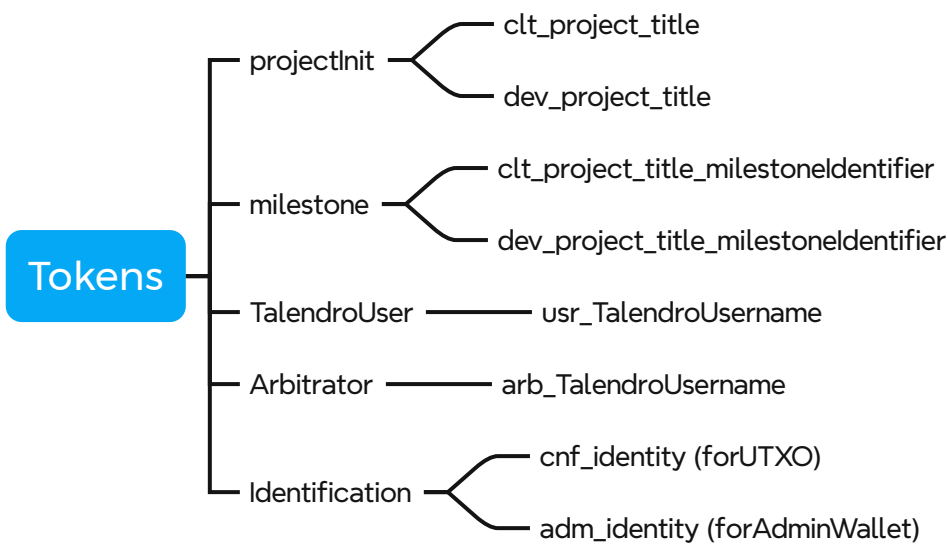 Tokens
projectInit
clt_project_title
dev_project_title
milestone
clt_project_title_milestoneIdentifier
dev_project_title_milestoneIdentifier
TalendroUser
usr_TalendroUsername
Arbitrator
arb_TalendroUsername
Identification
cnf_identity (forUTXO)
adm_identity (forAdminWallet)